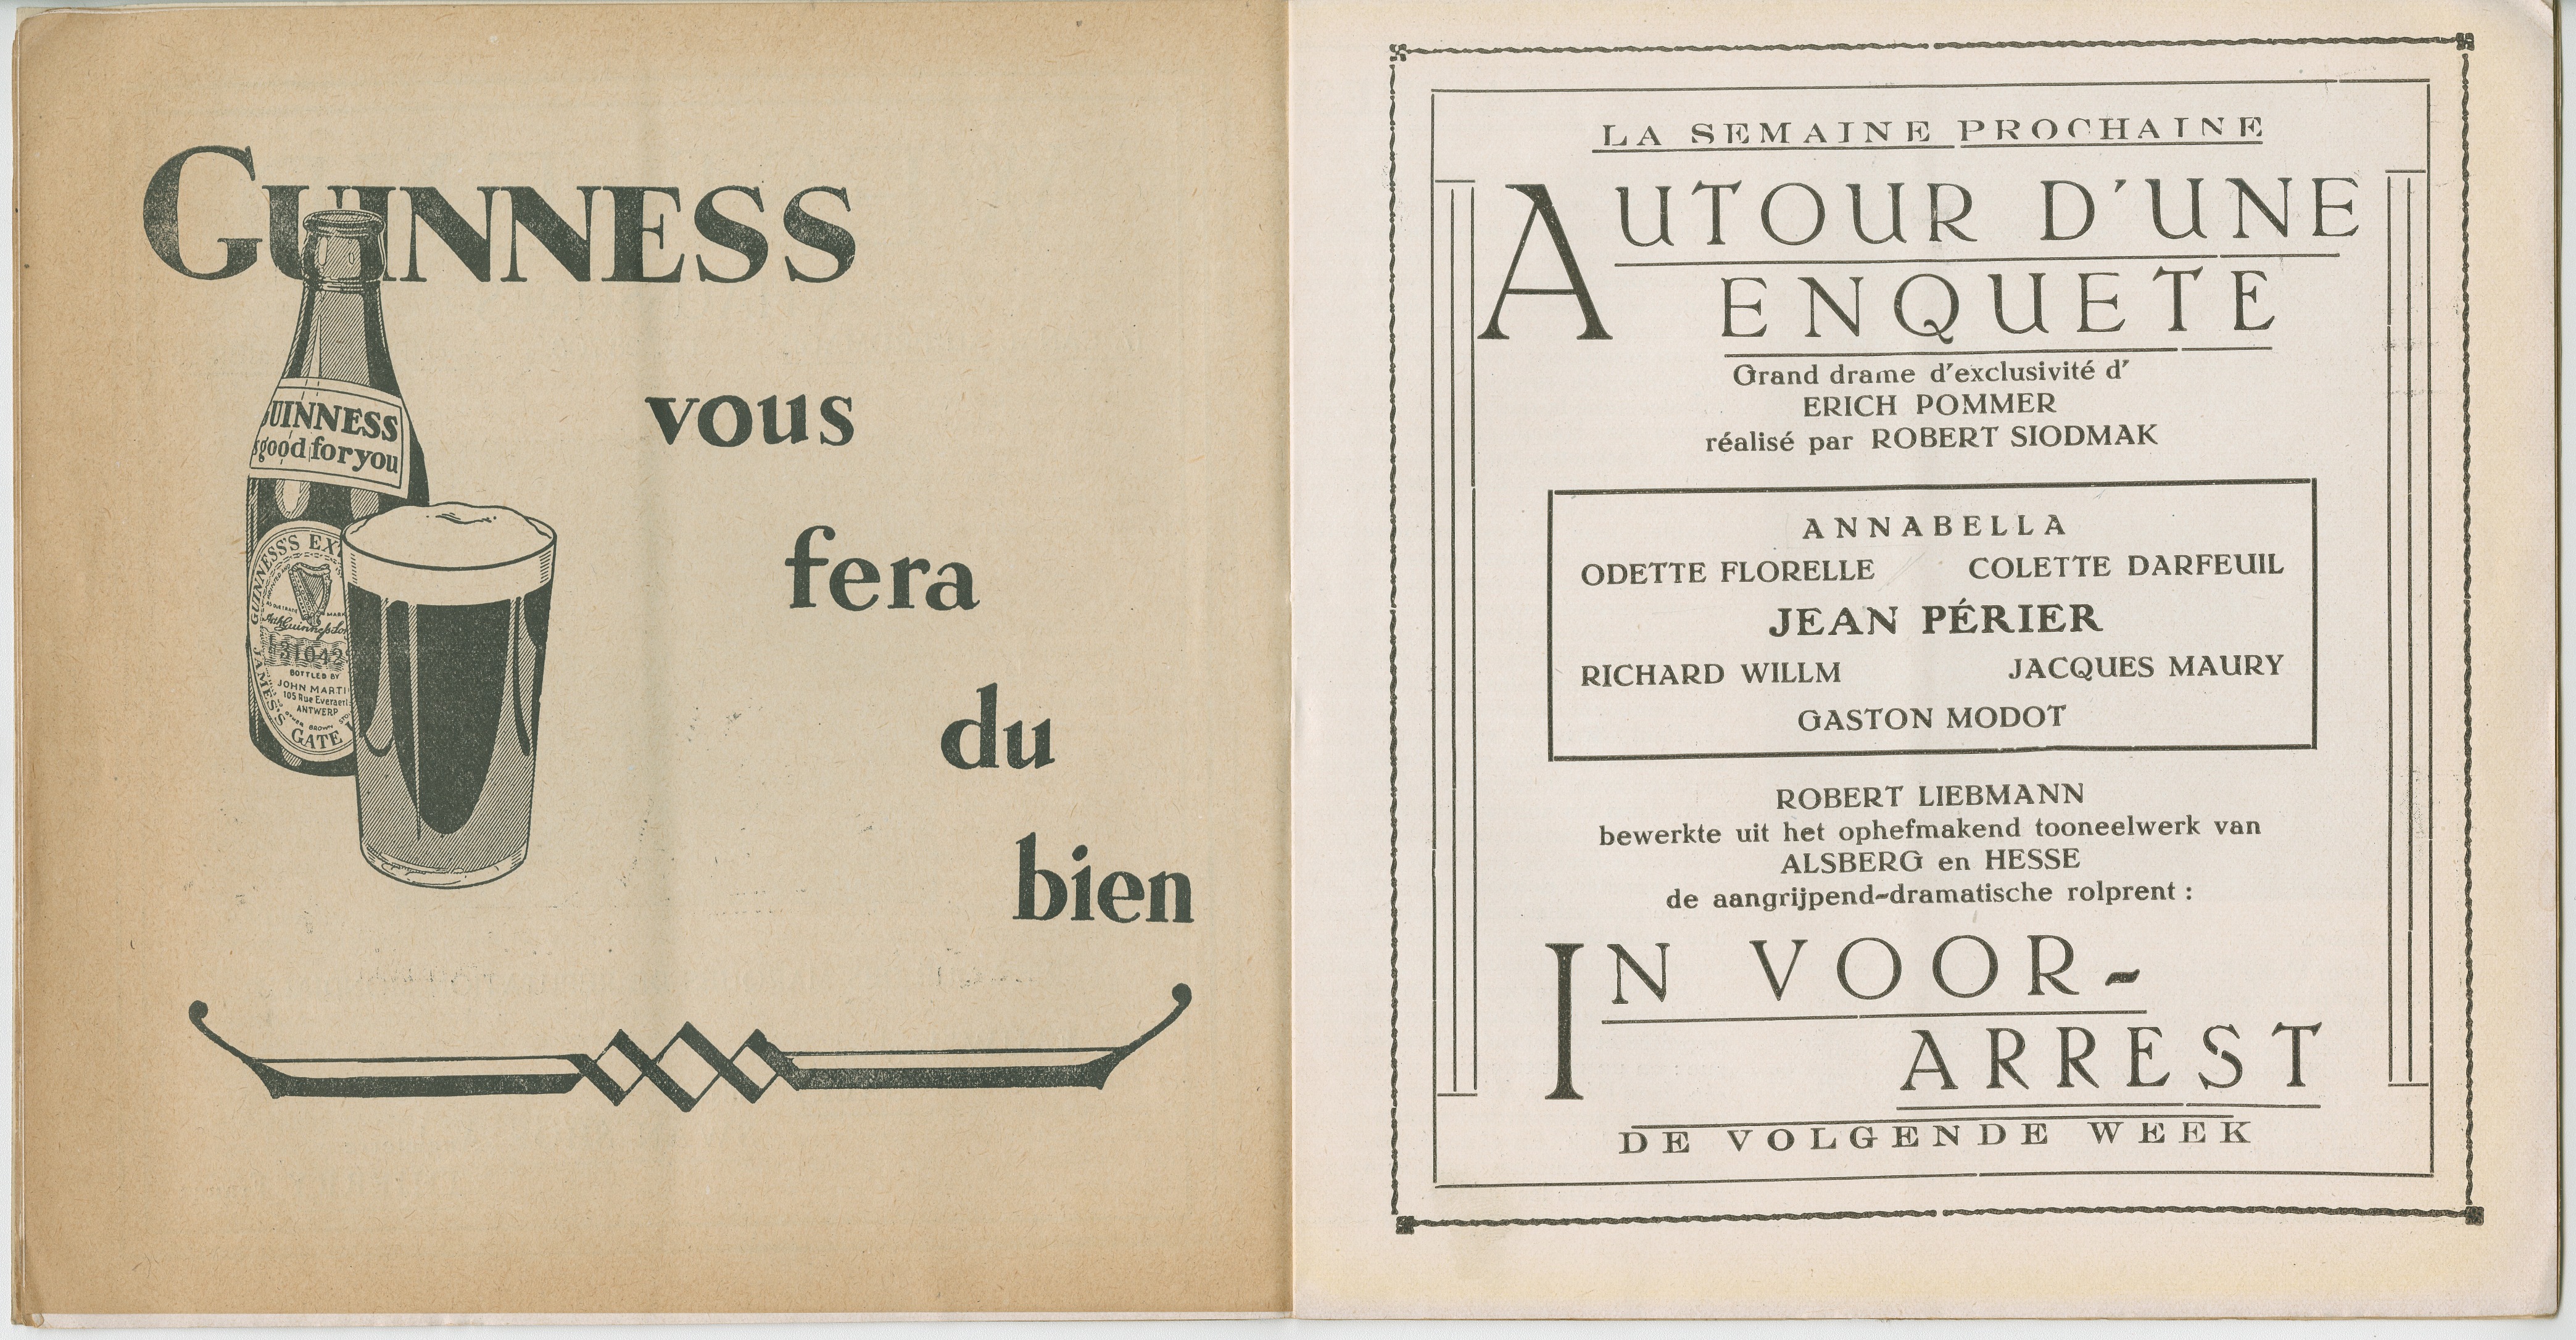 GUINNESS
vous
fera
du
bien
UINNESS
good for you
GUINNESS'S EX
BOTTLED BY
JOHN MARTI
105 Rue Everaert
ANTWERP
BROWN
JAMES'S GATE
LA SEMAINE PROCHAINE
AUTOUR D'UNE
ENQUETE
Grand drame d'exclusivité d'
ERICH POMMER
réalisé par ROBERT SIODMAK
ANNABELLA
ODETTE FLORELLE COLETTE DARFEUIL
JEAN PÉRIER
RICHARD WILLM JACQUES MAURY
GASTON MODOT
ROBERT LIEBMANN
bewerkte uit het ophefmakend tooneelwerk van
ALSBERG en HESSE
de aangrijpend-dramatische rolprent :
IN VOOR-
ARREST
DE VOLGENDE WEEK